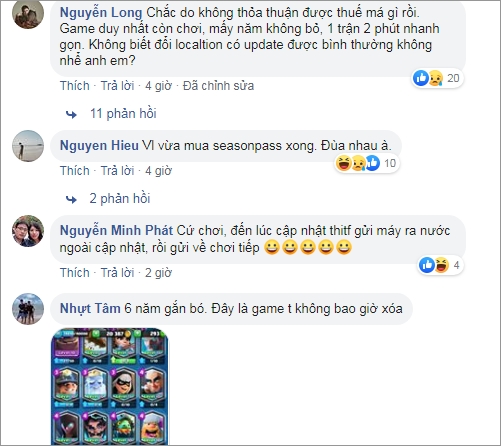 Nguyễn Long Chắc do không thỏa thuận được thuế má gì rồi.
Game duy nhất còn chơi, mấy năm không bỏ, 1 trận 2 phút nhanh
gọn. Không biết đổi localtion có update được bình thường không
nhể anh em?
20
Thích · Trả lời · 4 giờ · Đã chỉnh sửa
11 phản hồi
Nguyen Hieu Vl vừa mua seasonpass xong. Đùa nhau à.
10
Thích · Trả lời · 4 giờ
2 phản hồi
Nguyễn Minh Phát Cứ chơi, đến lúc cập nhật thitf gửi máy ra nước
ngoài cập nhật, rồi gửi về chơi tiếp 😀😀😀😀😀
4
Thích · Trả lời · 2 giờ
Nhựt Tâm 6 năm gắn bó. Đây là game t không bao giờ xóa